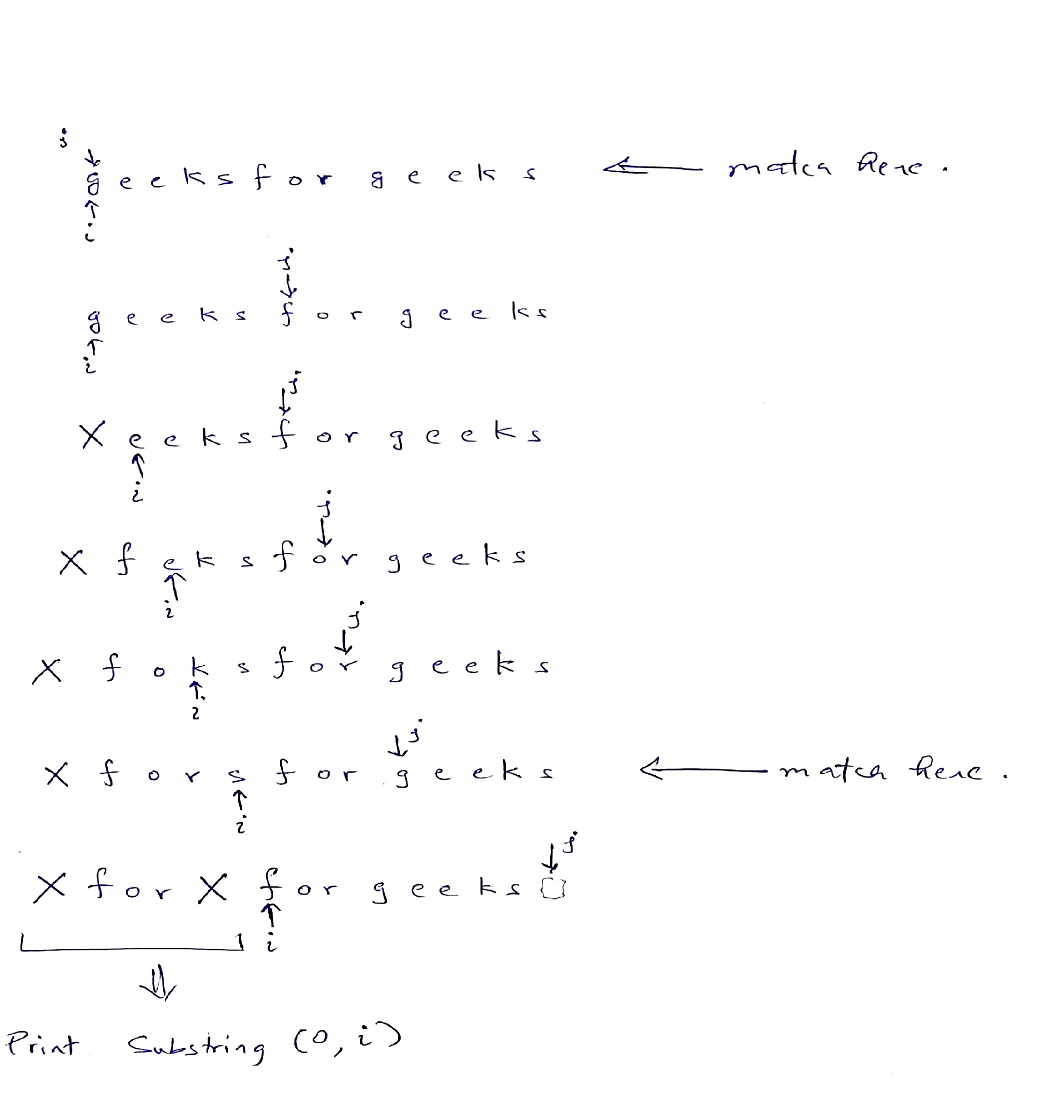 j
g e e k s f o r g e e k s match here .
i
j
g e e k s f o r g e e k s
i
j
X e e k s f o r g e e k s
i
j
X f e k s f o r g e e k s
i
j
X f o k s f o r g e e k s
i
j
X f o r s f o r g e e k s match here .
i
j
X f o r X f o r g e e k s
i
Print Substring (0, i)